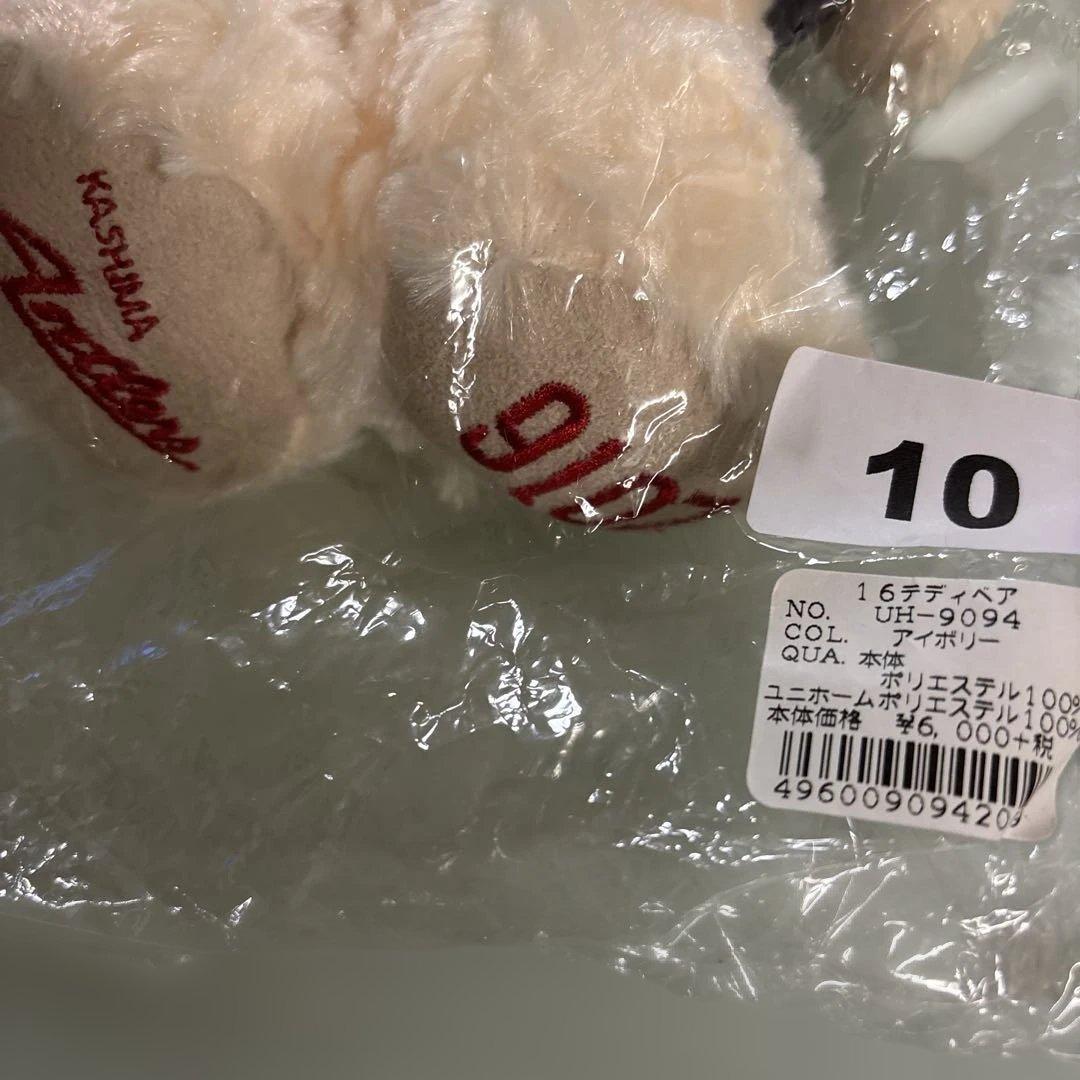 KASHIMA
Antlers
10
16テディベア
NO. UH-9094
COL. アイボリー
QUA. 本体
ポリエステル100%
ユニホームポリエステル100%
本体価格 ¥6,000+税
496009094209